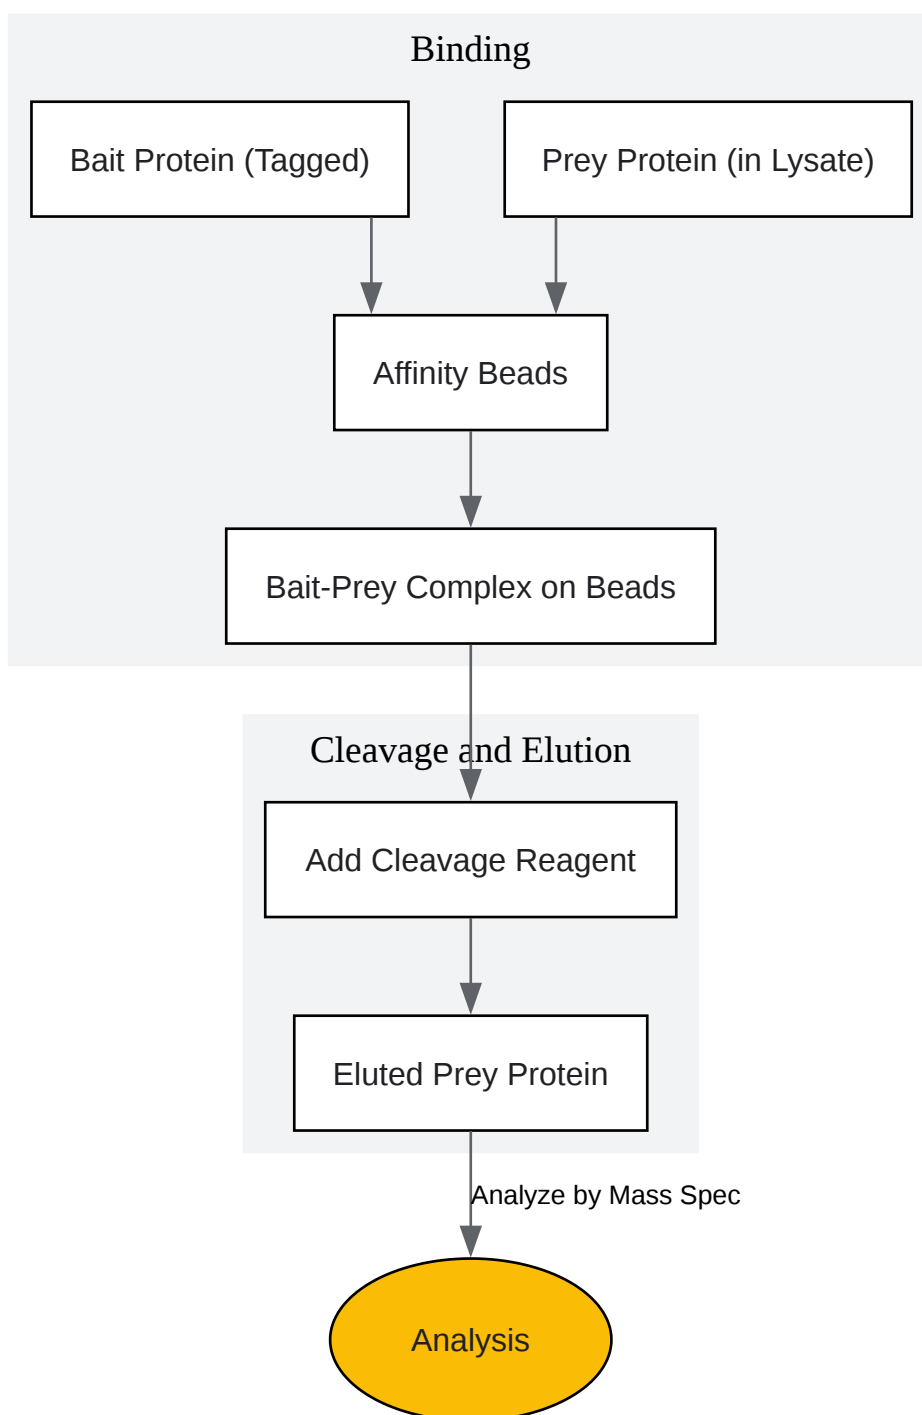 Binding
Bait Protein (Tagged)
Prey Protein (in Lysate)
Affinity Beads
Bait-Prey Complex on Beads
Cleavage and Elution
Add Cleavage Reagent
Eluted Prey Protein
Analyze by Mass Spec
Analysis